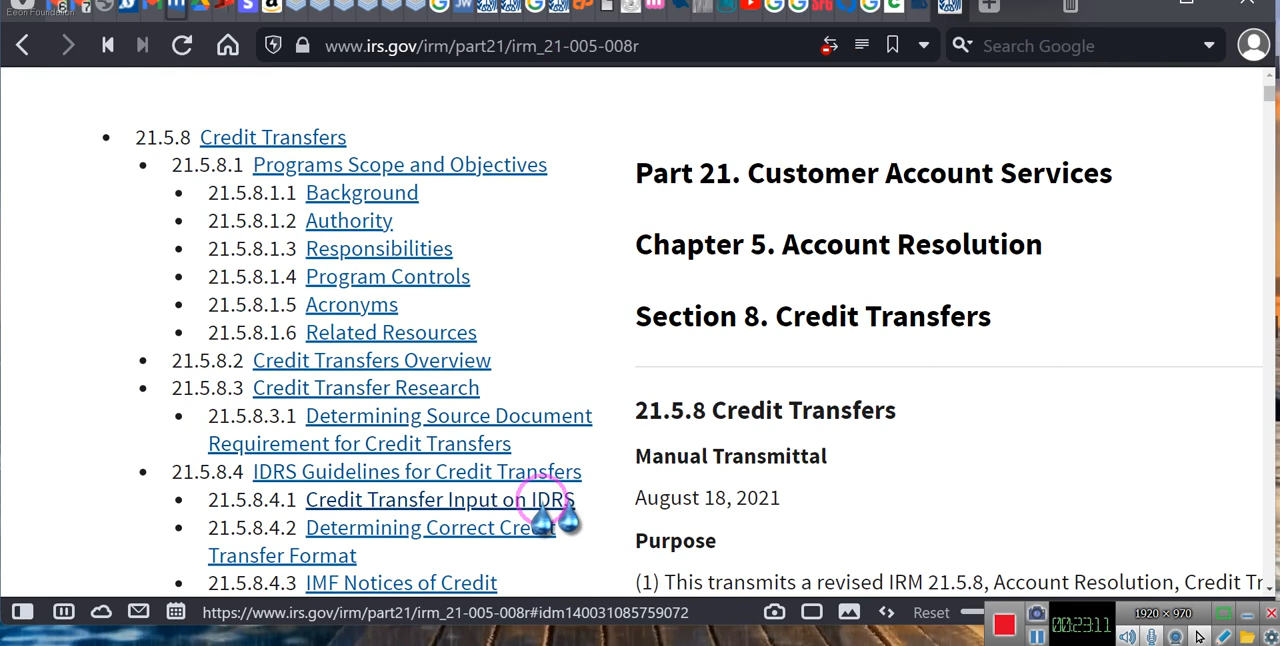 Eeon Foundation
www.irs.gov/irm/part21/irm_21-005-008r
Search Google
21.5.8 Credit Transfers
21.5.8.1 Programs Scope and Objectives
21.5.8.1.1 Background
21.5.8.1.2 Authority
21.5.8.1.3 Responsibilities
21.5.8.1.4 Program Controls
21.5.8.1.5 Acronyms
21.5.8.1.6 Related Resources
21.5.8.2 Credit Transfers Overview
21.5.8.3 Credit Transfer Research
21.5.8.3.1 Determining Source Document
Requirement for Credit Transfers
21.5.8.4 IDRS Guidelines for Credit Transfers
21.5.8.4.1 Credit Transfer Input on IDRS
21.5.8.4.2 Determining Correct Credit
Transfer Format
21.5.8.4.3 IMF Notices of Credit
Part 21. Customer Account Services
Chapter 5. Account Resolution
Section 8. Credit Transfers
21.5.8 Credit Transfers
Manual Transmittal
August 18, 2021
Purpose
(1) This transmits a revised IRM 21.5.8, Account Resolution, Credit Tr
https://www.irs.gov/irm/part21/irm_21-005-008r#idm140031085759072
Reset
00:23:11
1920 × 970